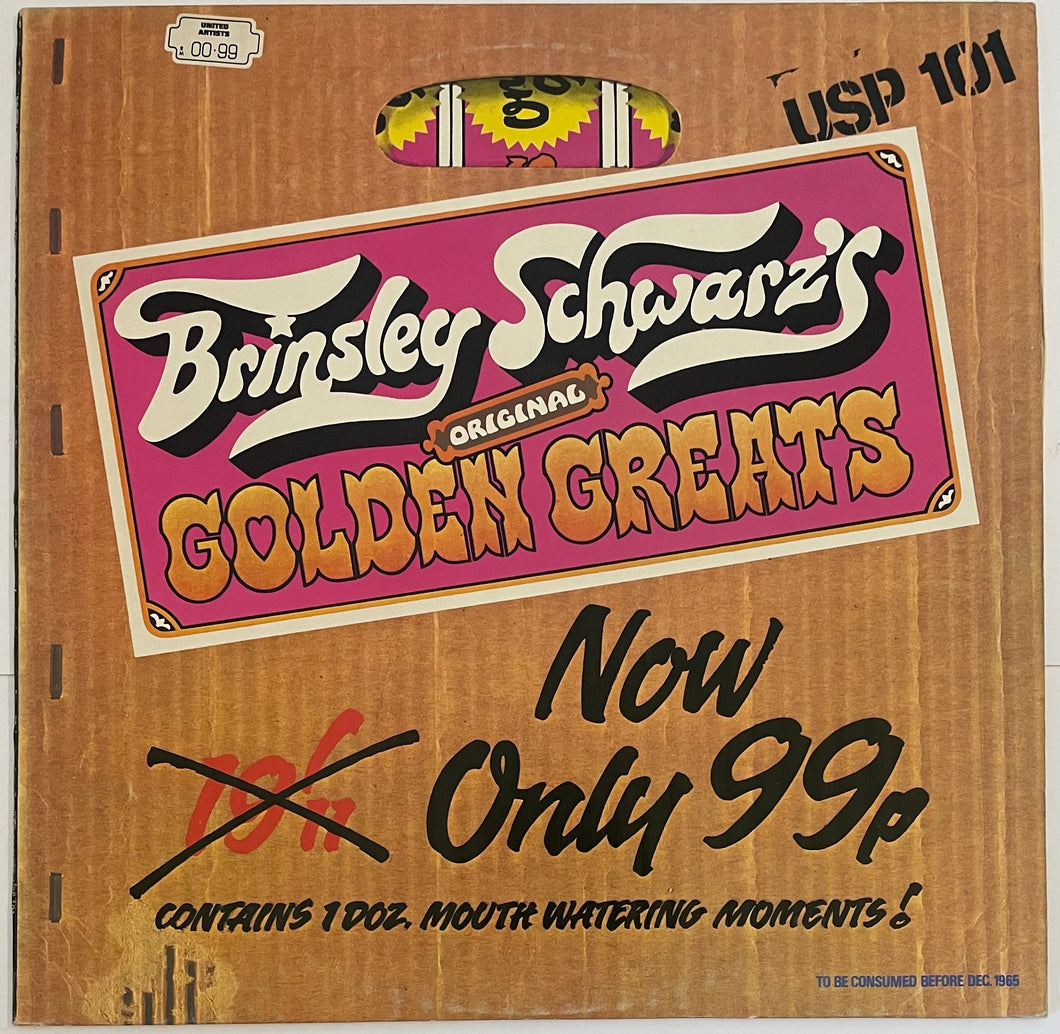 UNITED
ARTISTS
00·99
USP 101
Brinsley Schwarz's
ORIGINAL
GOLDEN GREATS
Now
Only 99p
CONTAINS 1 DOZ. MOUTH WATERING MOMENTS!
TO BE CONSUMED BEFORE DEC. 1965